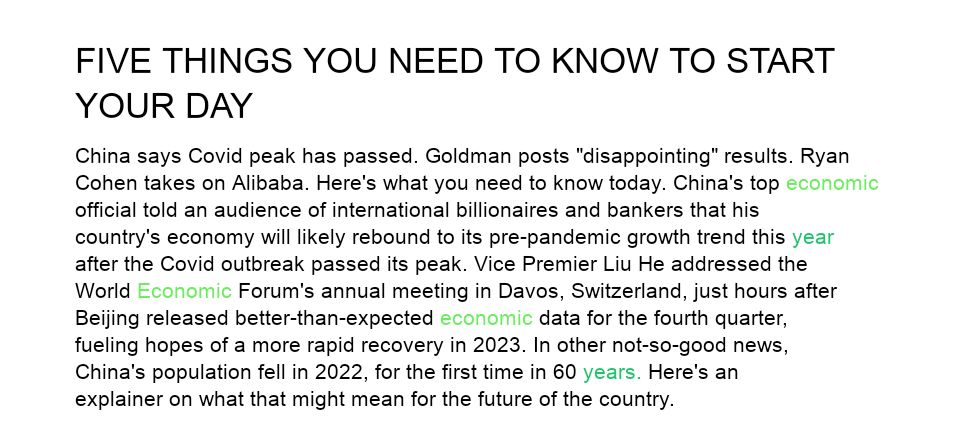 FIVE THINGS YOU NEED TO KNOW TO START
YOUR DAY
China says Covid peak has passed. Goldman posts "disappointing" results. Ryan
Cohen takes on Alibaba. Here's what you need to know today. China's top economic
official told an audience of international billionaires and bankers that his
country's economy will likely rebound to its pre-pandemic growth trend this year
after the Covid outbreak passed its peak. Vice Premier Liu He addressed the
World Economic Forum's annual meeting in Davos, Switzerland, just hours after
Beijing released better-than-expected economic data for the fourth quarter,
fueling hopes of a more rapid recovery in 2023. In other not-so-good news,
China's population fell in 2022, for the first time in 60 years. Here's an
explainer on what that might mean for the future of the country.